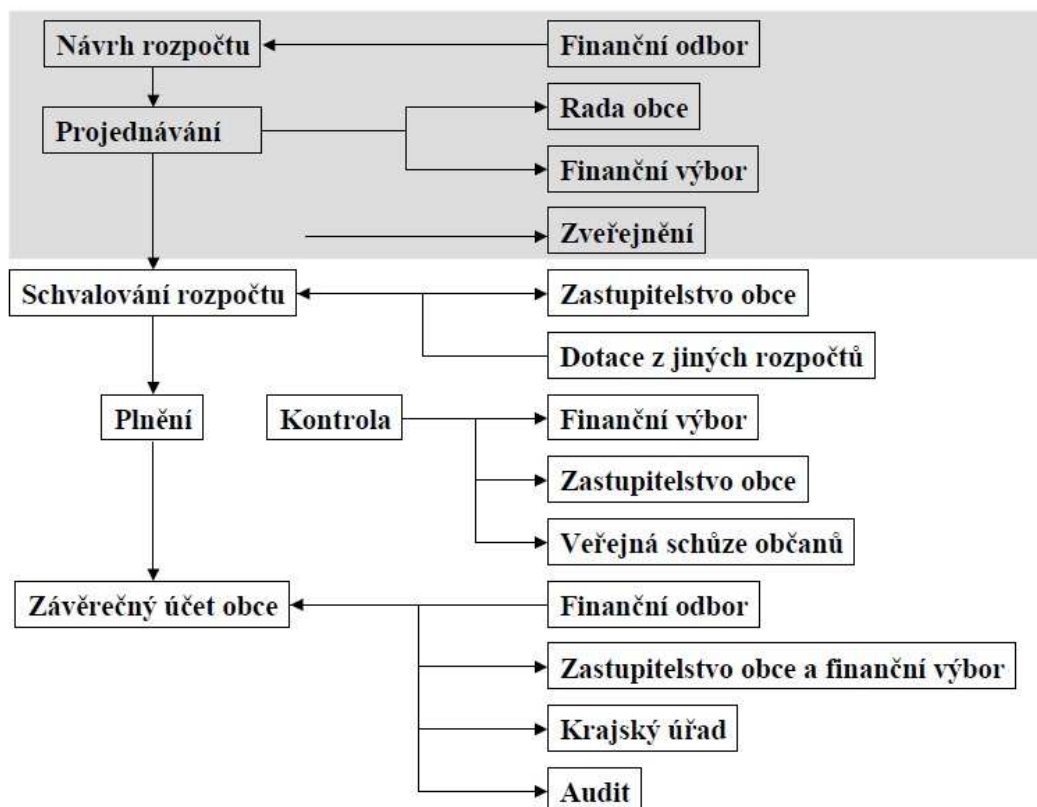 Návrh rozpočtu
Finanční odbor
Projednávání
Rada obce
Finanční výbor
Zveřejnění
Schvalování rozpočtu
Zastupitelstvo obce
Dotace z jiných rozpočtů
Plnění
Kontrola
Finanční výbor
Zastupitelstvo obce
Veřejná schůze občanů
Závěrečný účet obce
Finanční odbor
Zastupitelstvo obce a finanční výbor
Krajský úřad
Audit